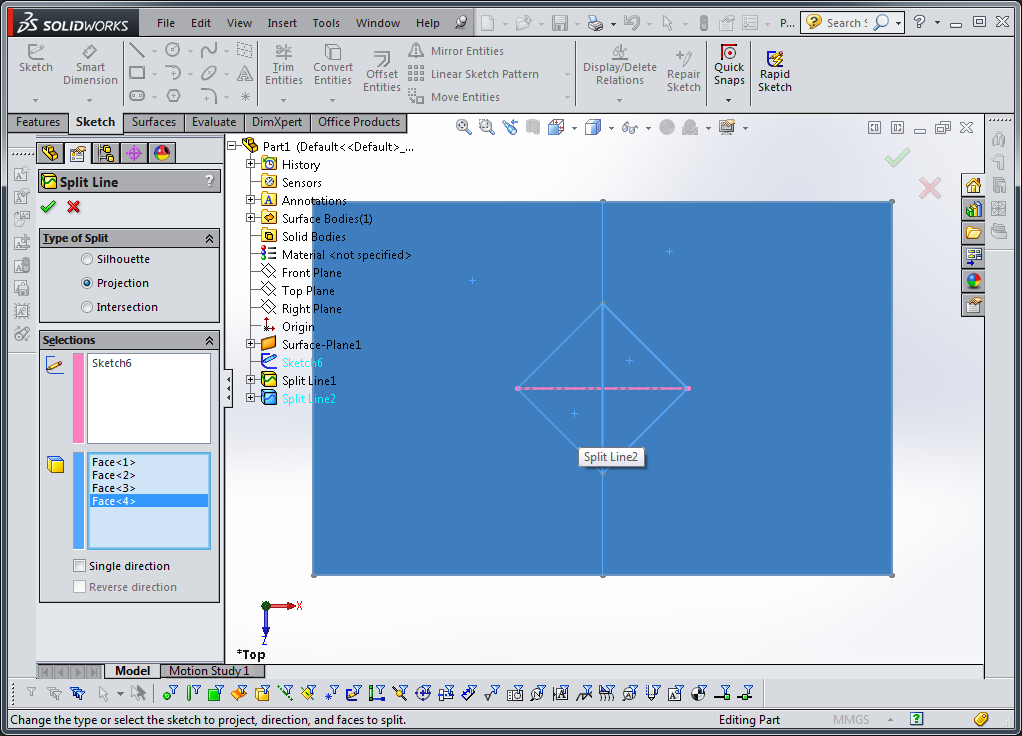 SOLIDWORKS File Edit View Insert Tools Window Help P... Search
Sketch Smart Dimension Trim Entities Convert Entities Offset Entities Mirror Entities Linear Sketch Pattern Move Entities Display/Delete Relations Repair Sketch Quick Snaps Rapid Sketch
Features Sketch Surfaces Evaluate DimXpert Office Products
Split Line ?
Type of Split
Silhouette
Projection
Intersection
Selections
Sketch6
Face<1>
Face<2>
Face<3>
Face<4>
Single direction
Reverse direction
Part1 (Default<<Default>_...
History
Sensors
Annotations
Surface Bodies(1)
Solid Bodies
Material <not specified>
Front Plane
Top Plane
Right Plane
Origin
Surface-Plane1
Sketch6
Split Line1
Split Line2
Split Line2
X
Z
*Top
Model Motion Study 1
Change the type or select the sketch to project, direction, and faces to split. Editing Part MMGS ?